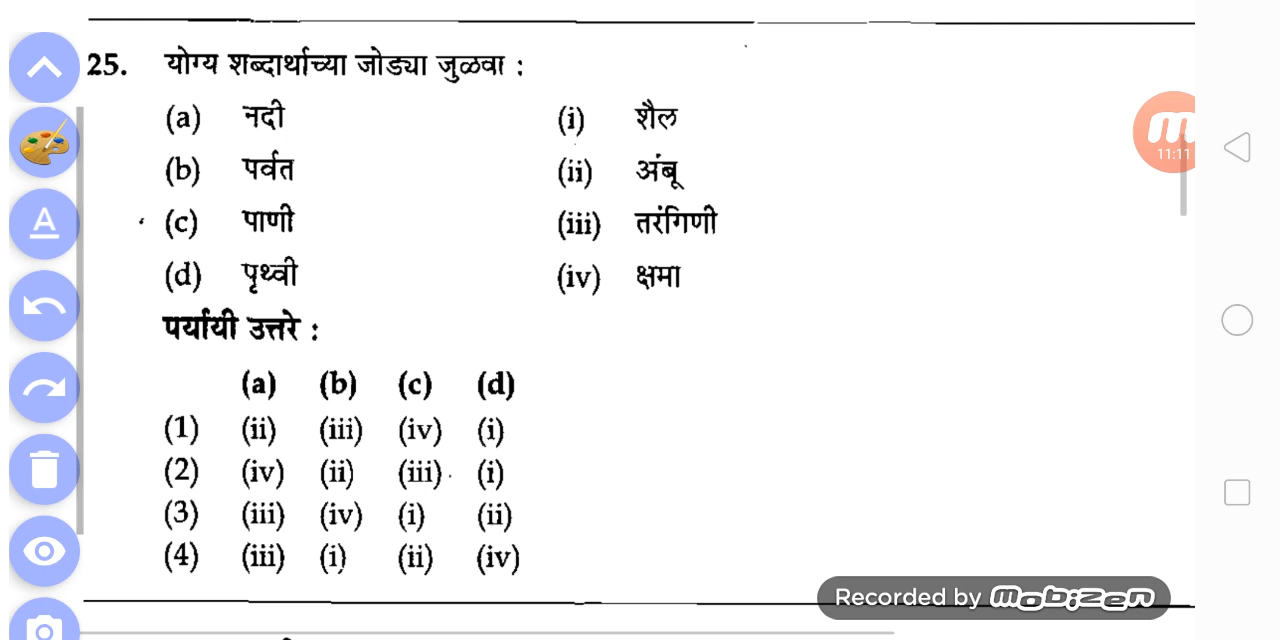 25. योग्य शब्दार्थाच्या जोड्या जुळवा :
(a) नदी (i) शैल
(b) पर्वत (ii) अंबू
(c) पाणी (iii) तरंगिणी
(d) पृथ्वी (iv) क्षमा
पर्यायी उत्तरे :
(a) (b) (c) (d)
(1) (ii) (iii) (iv) (i)
(2) (iv) (ii) (iii) (i)
(3) (iii) (iv) (i) (ii)
(4) (iii) (i) (ii) (iv)
A
m
11:11
Recorded by Mobizen